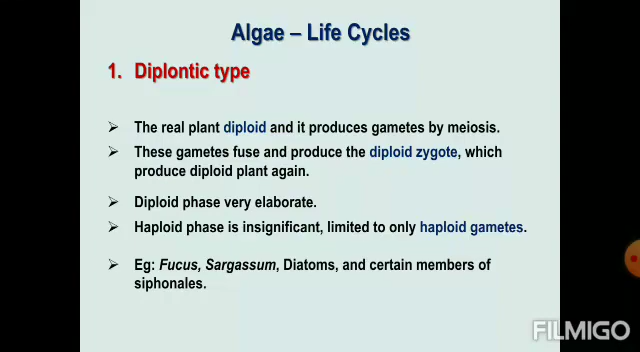 Algae – Life Cycles
1. Diplontic type
➢ The real plant diploid and it produces gametes by meiosis.
➢ These gametes fuse and produce the diploid zygote, which
produce diploid plant again.
➢ Diploid phase very elaborate.
➢ Haploid phase is insignificant, limited to only haploid gametes.
➢ Eg: Fucus, Sargassum, Diatoms, and certain members of
siphonales.
FILMIGO